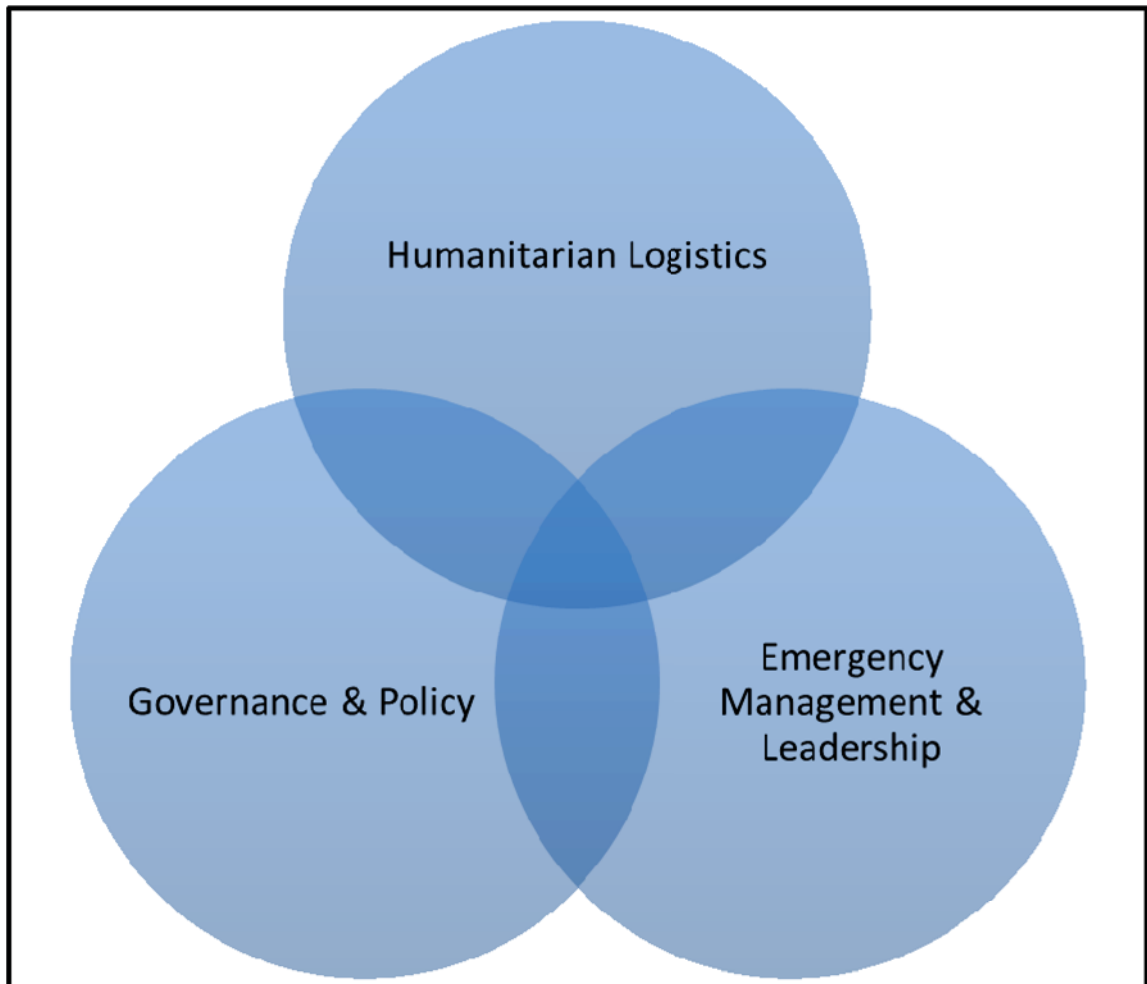 Humanitarian Logistics
Governance & Policy
Emergency
Management &
Leadership